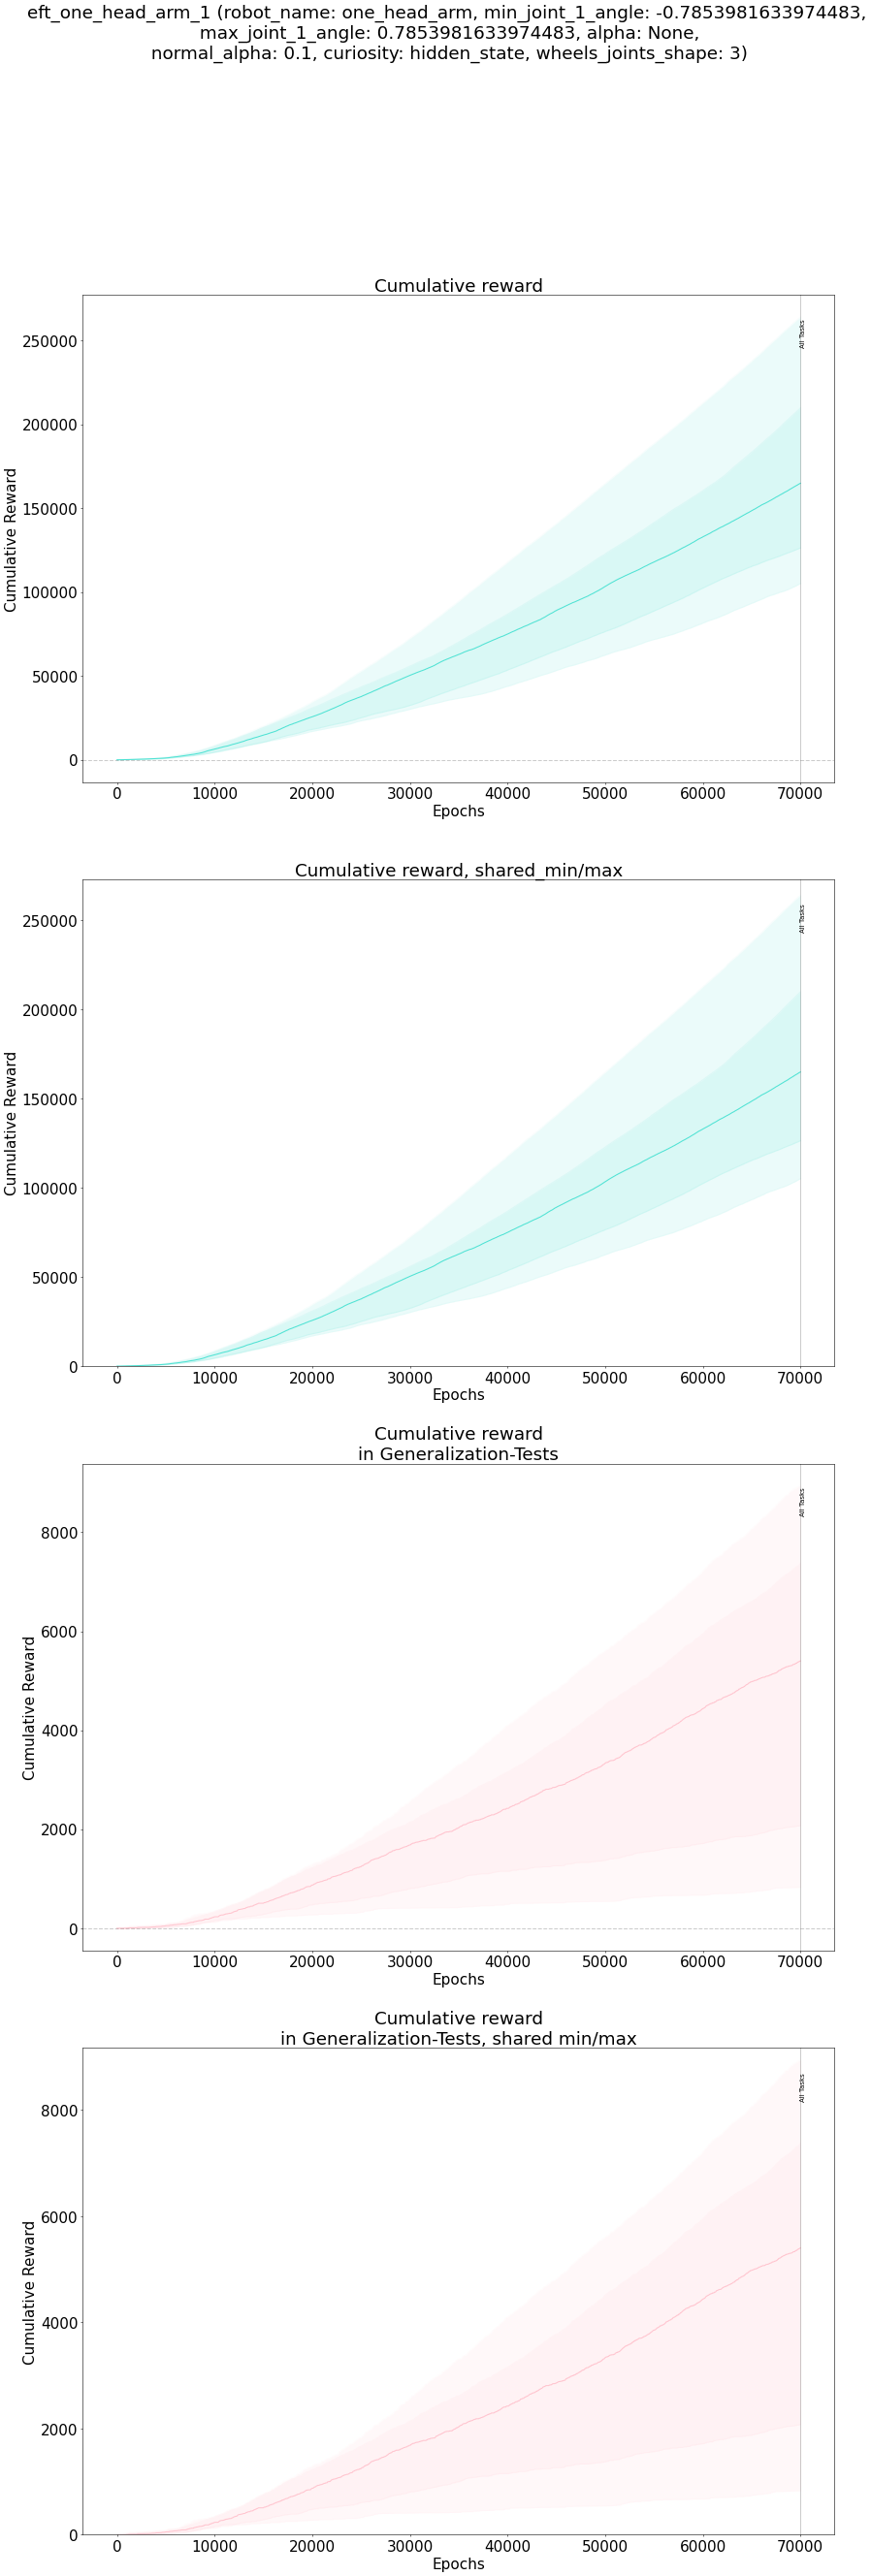 eft_one_head_arm_1 (robot_name: one_head_arm, min_joint_1_angle: -0.7853981633974483,
max_joint_1_angle: 0.7853981633974483, alpha: None,
normal_alpha: 0.1, curiosity: hidden_state, wheels_joints_shape: 3)
Cumulative reward
All Tasks
250000
200000
150000
100000
50000
0
Cumulative Reward
0 10000 20000 30000 40000 50000 60000 70000
Epochs
Cumulative reward, shared_min/max
All Tasks
250000
200000
150000
100000
50000
0
Cumulative Reward
0 10000 20000 30000 40000 50000 60000 70000
Epochs
Cumulative reward
in Generalization-Tests
All Tasks
8000
6000
4000
2000
0
Cumulative Reward
0 10000 20000 30000 40000 50000 60000 70000
Epochs
Cumulative reward
in Generalization-Tests, shared min/max
All Tasks
8000
6000
4000
2000
0
Cumulative Reward
0 10000 20000 30000 40000 50000 60000 70000
Epochs